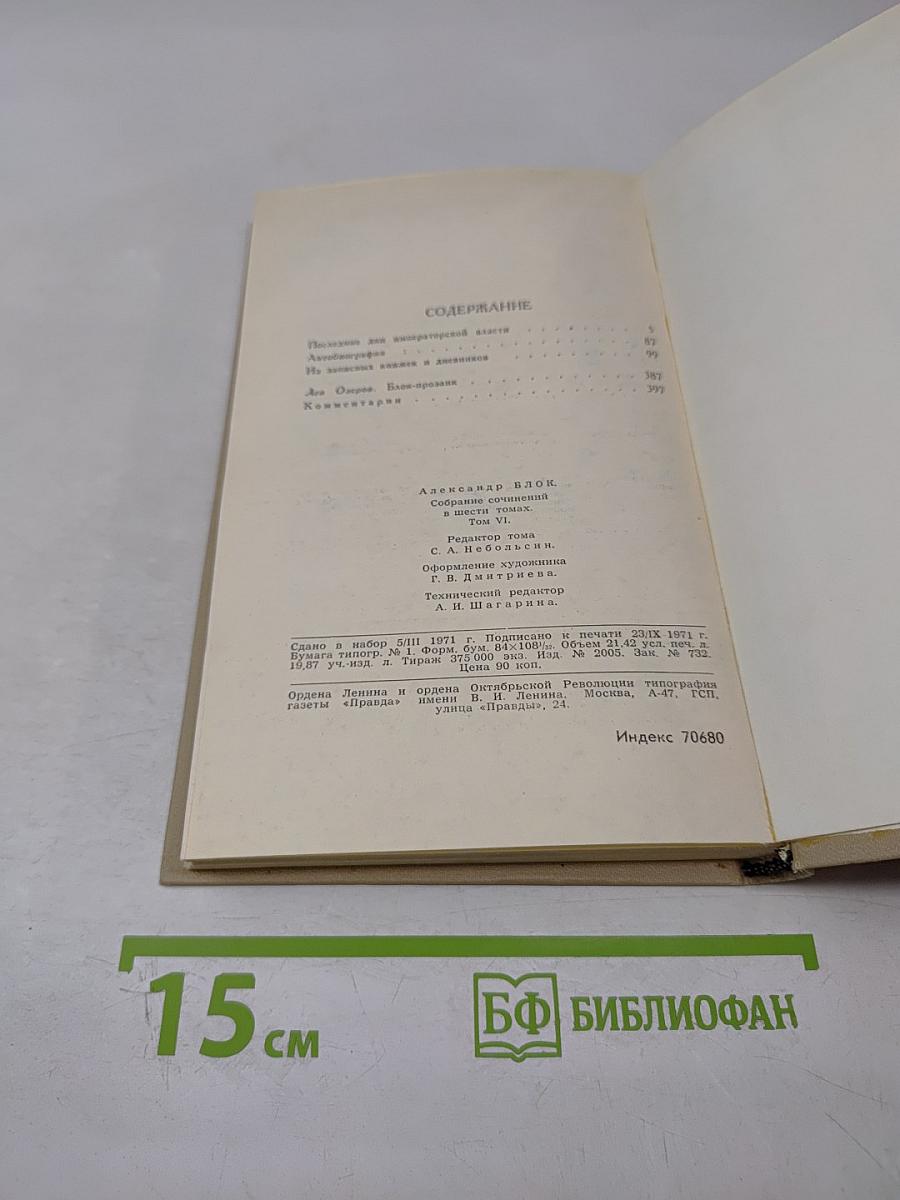 СОДЕРЖАНИЕ
Последние дни императорской власти . . . . . . . . 5
Автобиография . . . . . . . . . . . . . . 87
Из записных книжек и дневников . . . . . . . . . 99
Лев Озеров. Блок-прозаик . . . . . . . . . . . 387
Комментарии . . . . . . . . . . . . . . . 397
Александр БЛОК.
Собрание сочинений
в шести томах.
Том VI.
Редактор тома
С. А. Небольсин.
Оформление художника
Г. В. Дмитриева.
Технический редактор
А. И. Шагарина.
Сдано в набор 5/III 1971 г. Подписано к печати 23/IX 1971 г.
Бумага типогр. № 1. Форм. бум. 84×108¹/₃₂. Объем 21,42 усл. печ. л.
19,87 уч.-изд. л. Тираж 375 000 экз. Изд. № 2005. Зак. № 732.
Цена 90 коп.
Ордена Ленина и ордена Октябрьской Революции типография
газеты «Правда» имени В. И. Ленина. Москва, А-47, ГСП,
улица «Правды», 24.
Индекс 70680
15 см
БФ БИБЛИОФАН